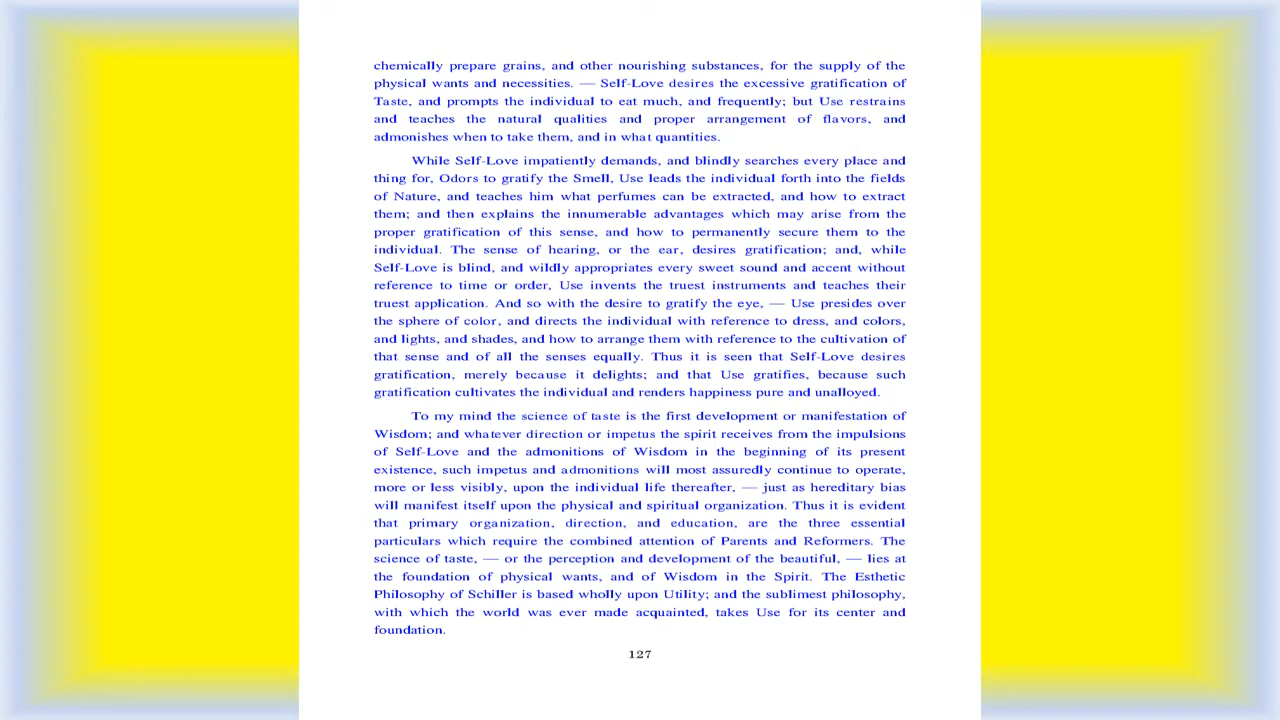 chemically prepare grains, and other nourishing substances, for the supply of the
physical wants and necessities. — Self-Love desires the excessive gratification of
Taste, and prompts the individual to eat much, and frequently; but Use restrains
and teaches the natural qualities and proper arrangement of flavors, and
admonishes when to take them, and in what quantities.
While Self-Love impatiently demands, and blindly searches every place and
thing for, Odors to gratify the Smell, Use leads the individual forth into the fields
of Nature, and teaches him what perfumes can be extracted, and how to extract
them; and then explains the innumerable advantages which may arise from the
proper gratification of this sense, and how to permanently secure them to the
individual. The sense of hearing, or the ear, desires gratification; and, while
Self-Love is blind, and wildly appropriates every sweet sound and accent without
reference to time or order, Use invents the truest instruments and teaches their
truest application. And so with the desire to gratify the eye, — Use presides over
the sphere of color, and directs the individual with reference to dress, and colors,
and lights, and shades, and how to arrange them with reference to the cultivation of
that sense and of all the senses equally. Thus it is seen that Self-Love desires
gratification, merely because it delights; and that Use gratifies, because such
gratification cultivates the individual and renders happiness pure and unalloyed.
To my mind the science of taste is the first development or manifestation of
Wisdom; and whatever direction or impetus the spirit receives from the impulsions
of Self-Love and the admonitions of Wisdom in the beginning of its present
existence, such impetus and admonitions will most assuredly continue to operate,
more or less visibly, upon the individual life thereafter, — just as hereditary bias
will manifest itself upon the physical and spiritual organization. Thus it is evident
that primary organization, direction, and education, are the three essential
particulars which require the combined attention of Parents and Reformers. The
science of taste, — or the perception and development of the beautiful, — lies at
the foundation of physical wants, and of Wisdom in the Spirit. The Esthetic
Philosophy of Schiller is based wholly upon Utility; and the sublimest philosophy,
with which the world was ever made acquainted, takes Use for its center and
foundation.
127